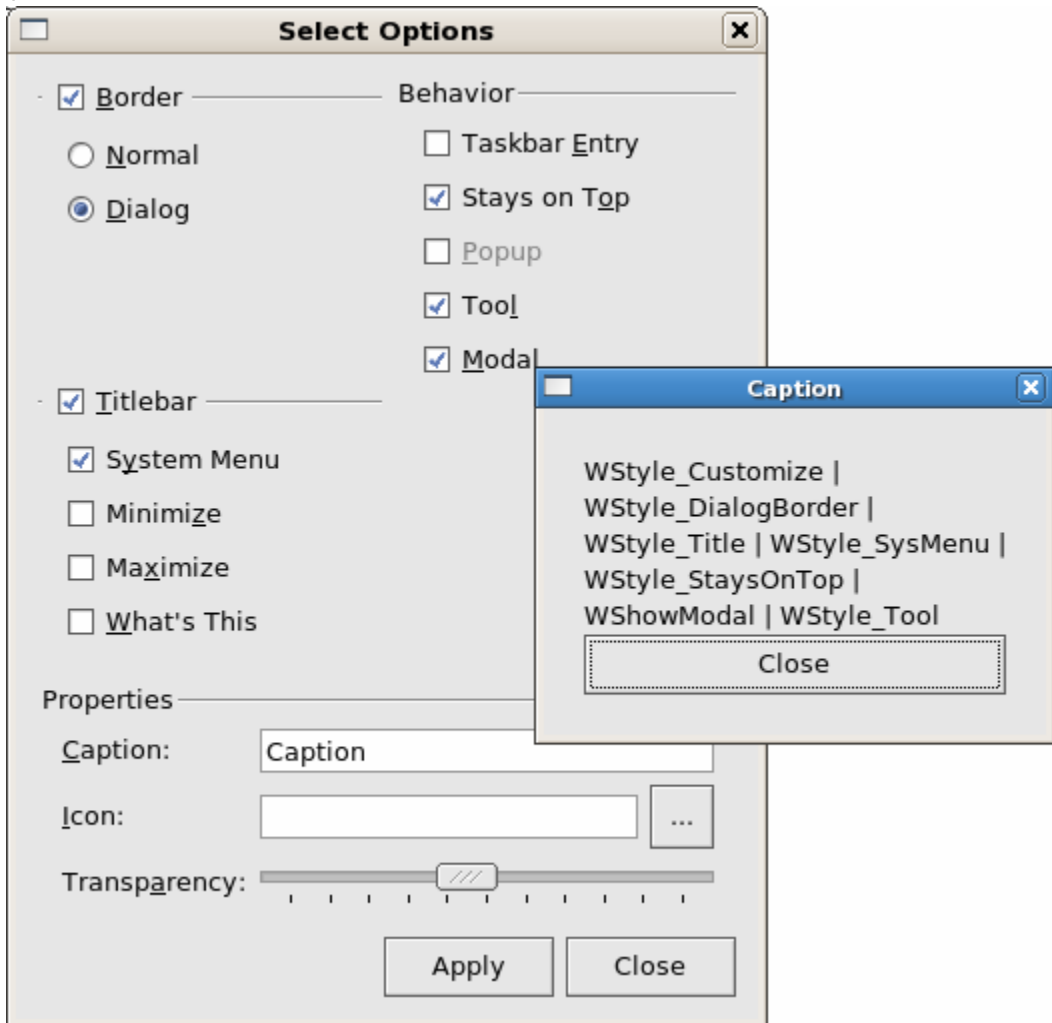 Select Options
Border
Normal
Dialog
Behavior
Taskbar Entry
Stays on Top
Popup
Tool
Modal
Titlebar
System Menu
Minimize
Maximize
What's This
Caption
WStyle_Customize |
WStyle_DialogBorder |
WStyle_Title | WStyle_SysMenu |
WStyle_StaysOnTop |
WShowModal | WStyle_Tool
Close
Properties
Caption: Caption
Icon: ...
Transparency:
Apply Close